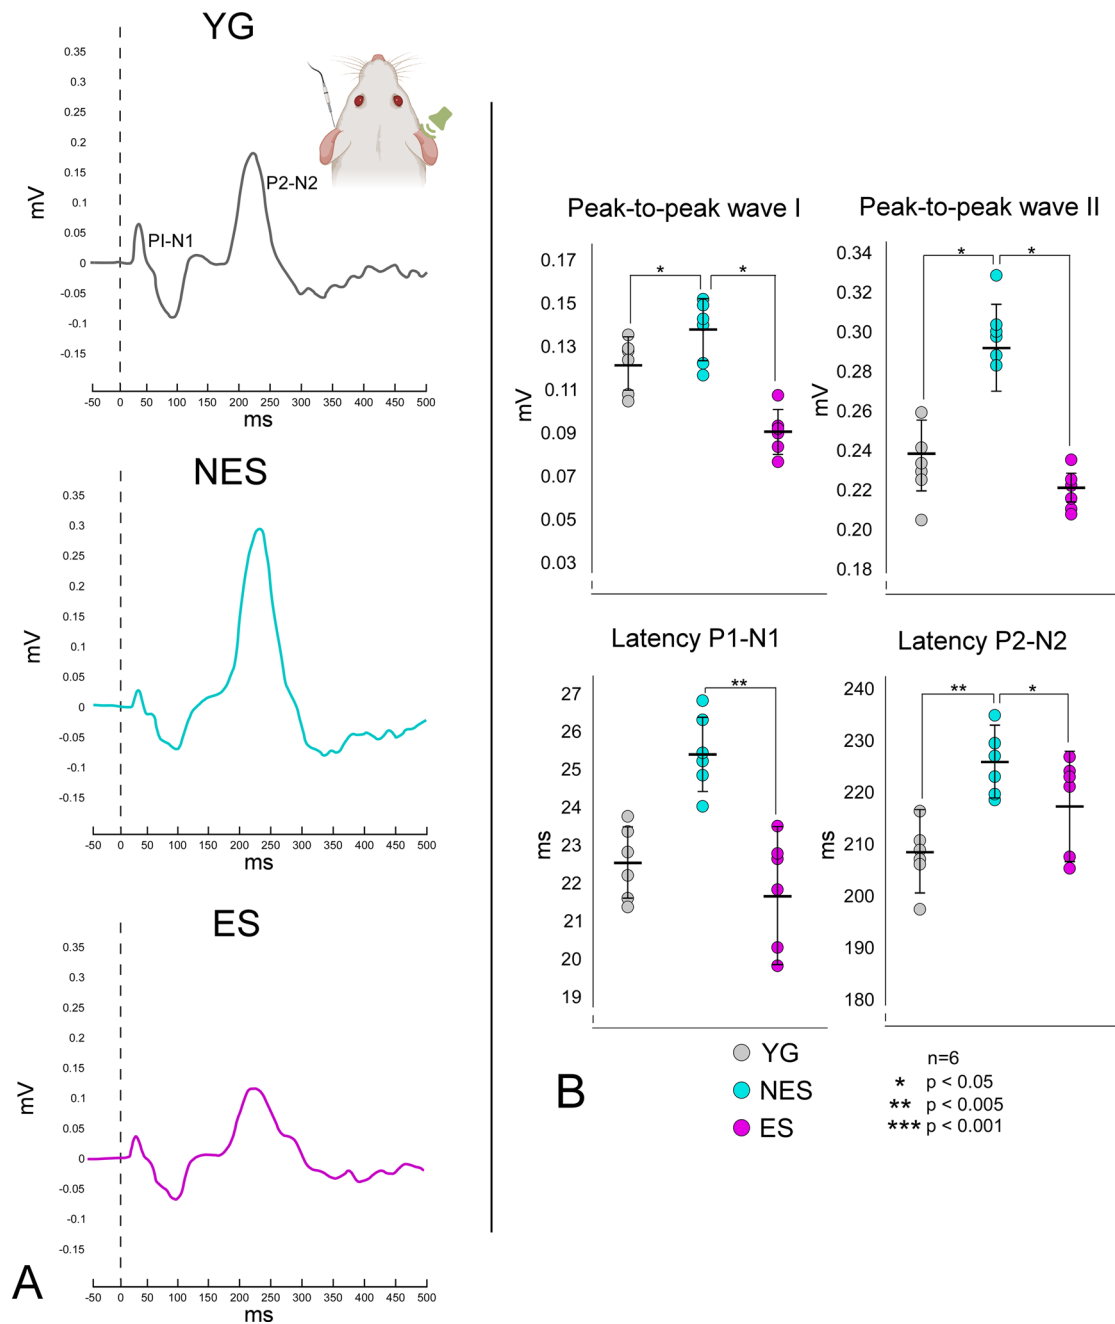 YG
0.35
0.3
0.25
0.2
0.15
0.1
0.05
0
-0.05
-0.1
-0.15
mV
PI-N1
P2-N2
-50 0 50 100 150 200 250 300 350 400 450 500
ms
NES
0.35
0.3
0.25
0.2
0.15
0.1
0.05
0
-0.05
-0.1
-0.15
mV
-50 0 50 100 150 200 250 300 350 400 450 500
ms
ES
0.35
0.3
0.25
0.2
0.15
0.1
0.05
0
-0.05
-0.1
-0.15
mV
-50 0 50 100 150 200 250 300 350 400 450 500
ms
A
Peak-to-peak wave I
0.17
0.15
0.13
0.11
0.09
0.07
0.05
0.03
mV
* *
Peak-to-peak wave II
0.34
0.32
0.30
0.28
0.26
0.24
0.22
0.20
0.18
mV
* *
Latency P1-N1
27
26
25
24
23
22
21
20
19
ms
**
Latency P2-N2
240
230
220
210
200
190
180
ms
** *
B
YG
NES
ES
n=6
* p < 0.05
** p < 0.005
*** p < 0.001